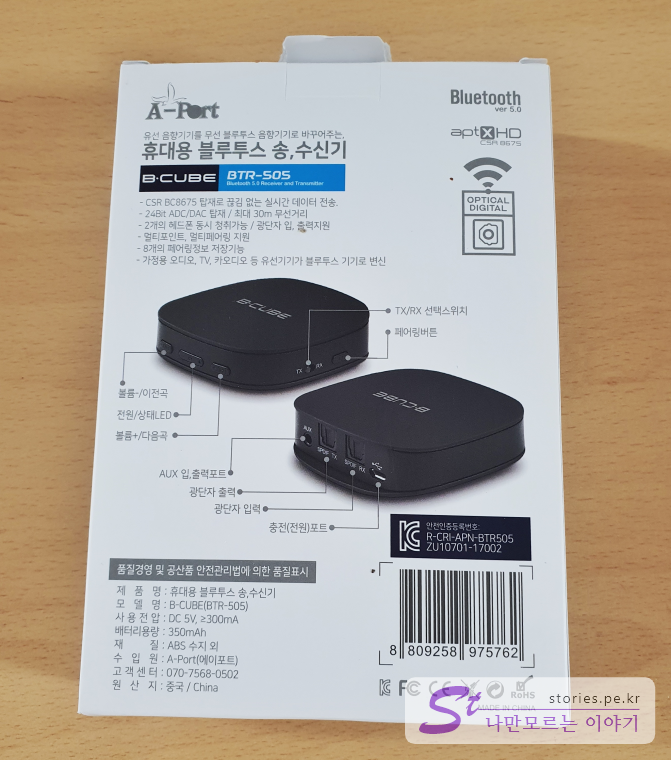 A-Port
Bluetooth
ver 5.0
유선 음향기기를 무선 블루투스 음향기기로 바꾸어주는,
휴대용 블루투스 송,수신기
aptX HD
CSR 8675
B·CUBE BTR-505
Bluetooth 5.0 Receiver and Transmitter
OPTICAL
DIGITAL
- CSR BC8675 탑재로 끊김 없는 실시간 데이터 전송.
- 24Bit ADC/DAC 탑재 / 최대 30m 무선거리
- 2개의 헤드폰 동시 청취가능 / 광단자 입, 출력지원
- 멀티포인트, 멀티페어링 지원
- 8개의 페어링정보 저장기능
- 가정용 오디오, TV, 카오디오 등 유선기기가 블루투스 기기로 변신
B·CUBE
TX/RX 선택스위치
페어링버튼
TX RX
볼륨-/이전곡
전원/상태LED
볼륨+/다음곡
B·CUBE
AUX
SPDIF TX
SPDIF RX
AUX 입,출력포트
광단자 출력
광단자 입력
충전(전원)포트
안전인증등록번호:
R-CRI-APN-BTR505
ZU10701-17002
품질경영 및 공산품 안전관리법에 의한 품질표시
제 품 명 : 휴대용 블루투스 송,수신기
모 델 명 : B-CUBE(BTR-505)
사 용 전 압 : DC 5V, ≥300mA
배터리용량 : 350mAh
재 질 : ABS 수지 외
수 입 원 : A-Port(에이포트)
고 객 센 터 : 070-7568-0502
원 산 지 : 중국 / China
8 809258 975762
FC CE RoHS
MADE IN CHINA
St
stories.pe.kr
나만모르는 이야기